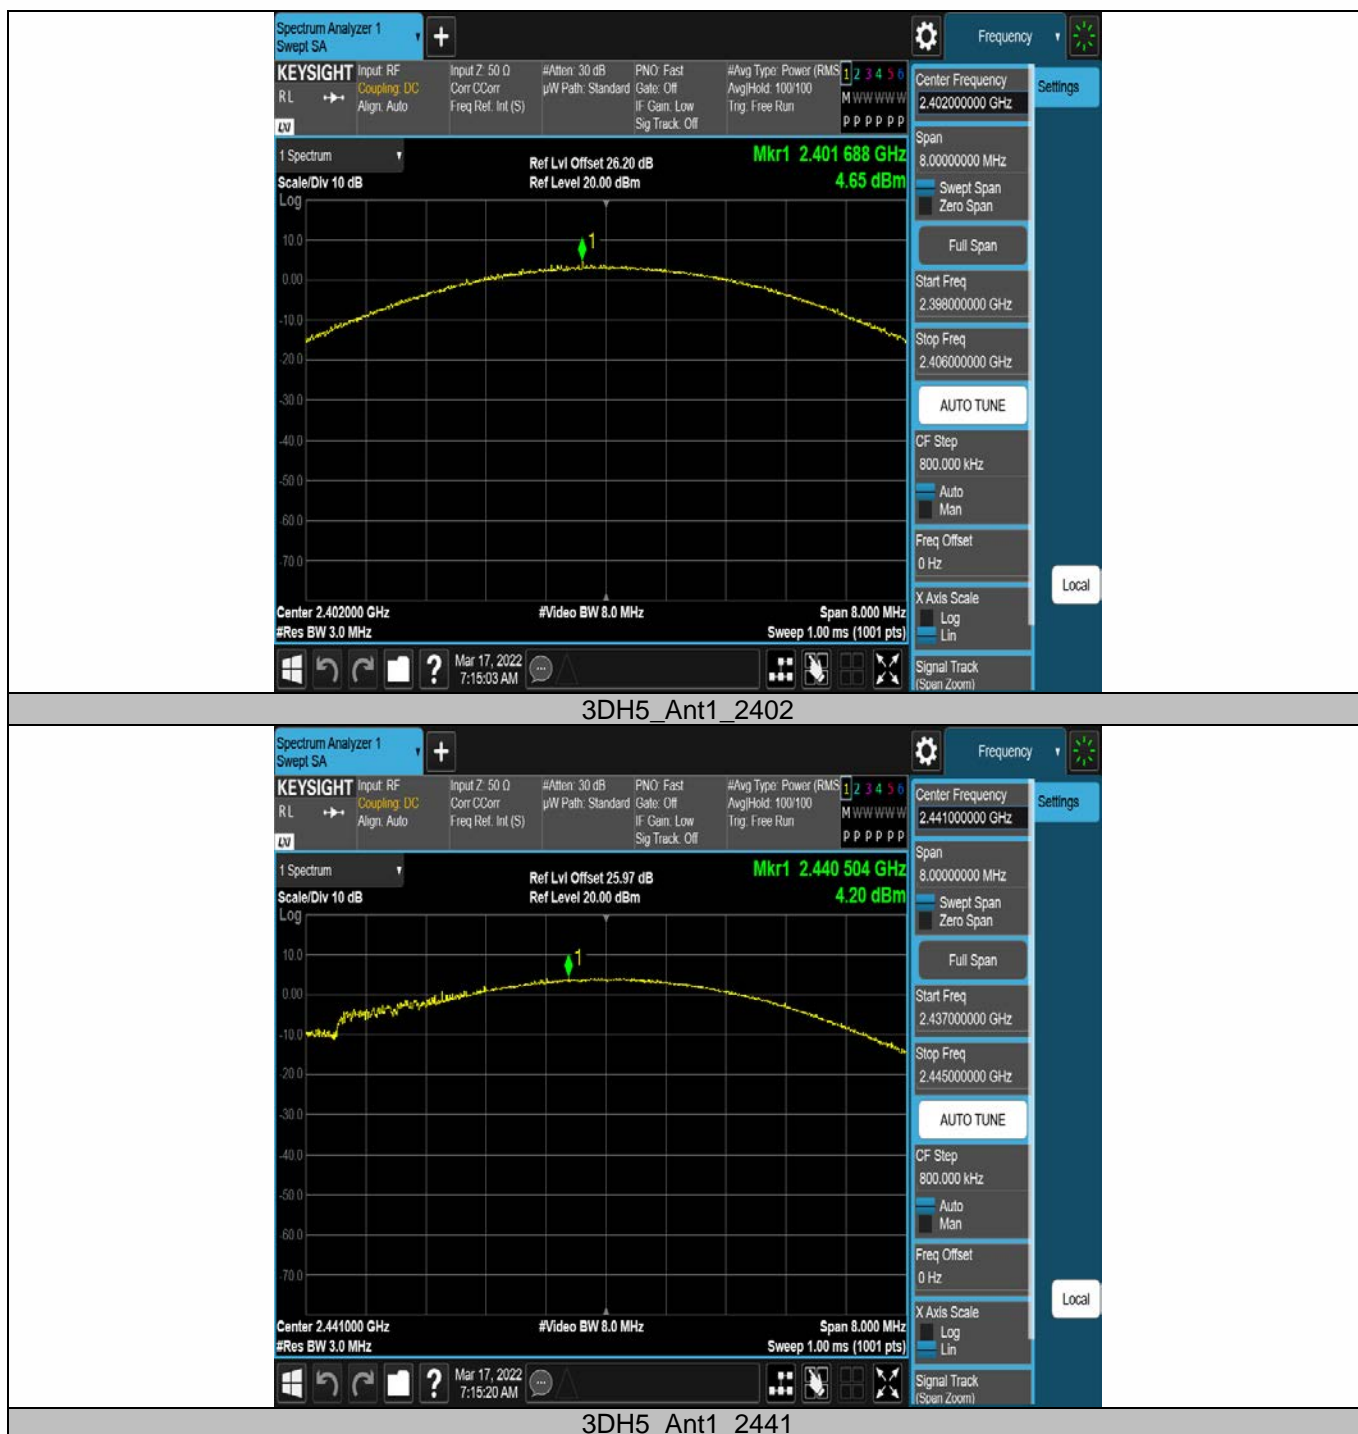 Spectrum Analyzer 1
Swept SA
+
Frequency
KEYSIGHT
RL
LXI
Input: RF
Coupling: DC
Align: Auto
Input Z: 50 Ω
Corr CCorr
Freq Ref: Int (S)
#Atten: 30 dB
µW Path: Standard
PNO: Fast
Gate: Off
IF Gain: Low
Sig Track: Off
#Avg Type: Power (RMS
Avg|Hold: 100/100
Trig: Free Run
1 2 3 4 5 6
M W W W W W
P P P P P P
Center Frequency
2.402000000 GHz
Settings
Span
8.00000000 MHz
Swept Span
Zero Span
Full Span
Start Freq
2.398000000 GHz
Stop Freq
2.406000000 GHz
AUTO TUNE
CF Step
800.000 kHz
Auto
Man
Freq Offset
0 Hz
X Axis Scale
Log
Lin
Signal Track
(Span Zoom)
Local
1 Spectrum
Scale/Div 10 dB
Log
Ref Lvl Offset 26.20 dB
Ref Level 20.00 dBm
Mkr1 2.401 688 GHz
4.65 dBm
1
10.0
0.00
-10.0
-20.0
-30.0
-40.0
-50.0
-60.0
-70.0
Center 2.402000 GHz
#Res BW 3.0 MHz
#Video BW 8.0 MHz
Span 8.000 MHz
Sweep 1.00 ms (1001 pts)
?
Mar 17, 2022
7:15:03 AM
3DH5_Ant1_2402
Spectrum Analyzer 1
Swept SA
+
Frequency
KEYSIGHT
RL
LXI
Input: RF
Coupling: DC
Align: Auto
Input Z: 50 Ω
Corr CCorr
Freq Ref: Int (S)
#Atten: 30 dB
µW Path: Standard
PNO: Fast
Gate: Off
IF Gain: Low
Sig Track: Off
#Avg Type: Power (RMS
Avg|Hold: 100/100
Trig: Free Run
1 2 3 4 5 6
M W W W W W
P P P P P P
Center Frequency
2.441000000 GHz
Settings
Span
8.00000000 MHz
Swept Span
Zero Span
Full Span
Start Freq
2.437000000 GHz
Stop Freq
2.445000000 GHz
AUTO TUNE
CF Step
800.000 kHz
Auto
Man
Freq Offset
0 Hz
X Axis Scale
Log
Lin
Signal Track
(Span Zoom)
Local
1 Spectrum
Scale/Div 10 dB
Log
Ref Lvl Offset 25.97 dB
Ref Level 20.00 dBm
Mkr1 2.440 504 GHz
4.20 dBm
1
10.0
0.00
-10.0
-20.0
-30.0
-40.0
-50.0
-60.0
-70.0
Center 2.441000 GHz
#Res BW 3.0 MHz
#Video BW 8.0 MHz
Span 8.000 MHz
Sweep 1.00 ms (1001 pts)
?
Mar 17, 2022
7:15:20 AM
3DH5_Ant1_2441